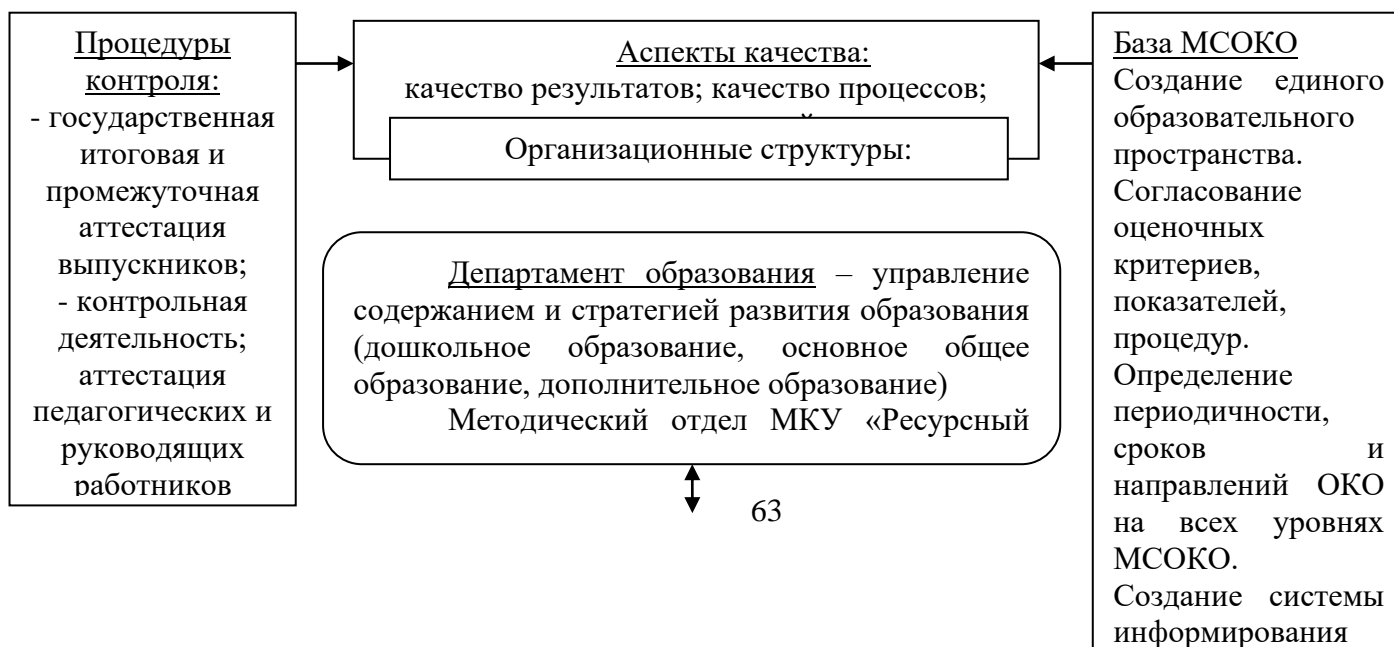 Процедуры
контроля:
- государственная
итоговая и
промежуточная
аттестация
выпускников;
- контрольная
деятельность;
аттестация
педагогических и
руководящих
работников
Аспекты качества:
качество результатов; качество процессов;
Организационные структуры:
Департамент образования – управление
содержанием и стратегией развития образования
(дошкольное образование, основное общее
образование, дополнительное образование)
Методический отдел МКУ «Ресурсный
63
База МСОКО
Создание единого
образовательного
пространства.
Согласование
оценочных
критериев,
показателей,
процедур.
Определение
периодичности,
сроков и
направлений ОКО
на всех уровнях
МСОКО.
Создание системы
информирования